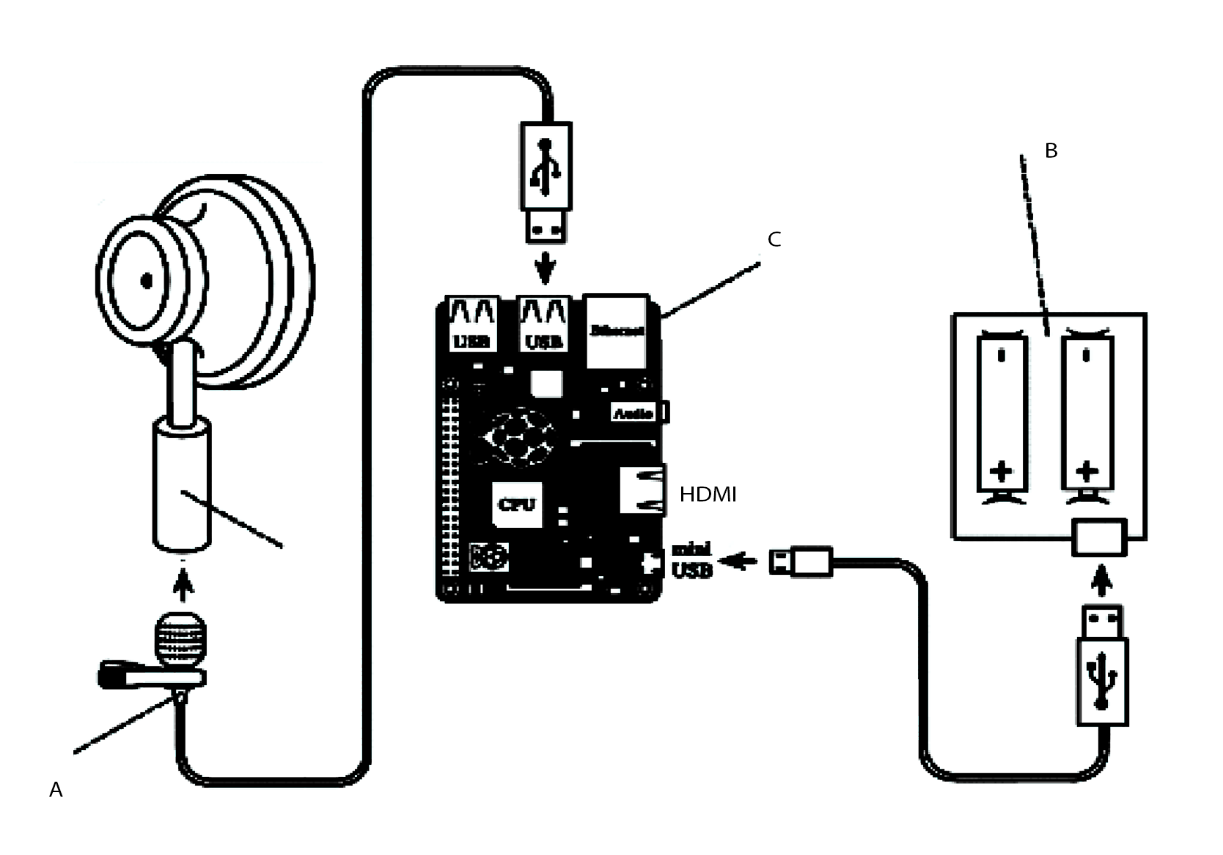 B
C
USB
USB
Ethernet
Audio
HDMI
CPU
mini
USB
A